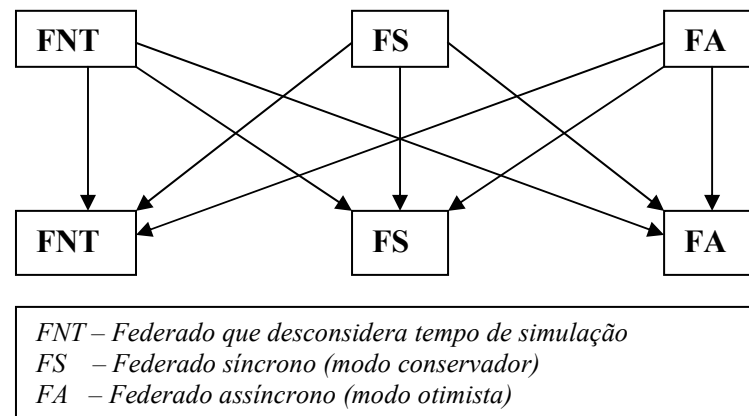 FNT FS FA
FNT FS FA
FNT – Federado que desconsidera tempo de simulação
FS – Federado síncrono (modo conservador)
FA – Federado assíncrono (modo otimista)